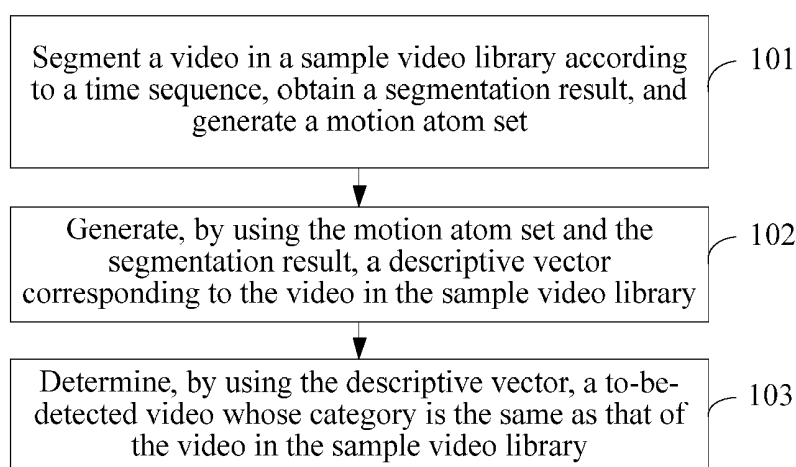 Segment a video in a sample video library according
to a time sequence, obtain a segmentation result, and
generate a motion atom set
101
Generate, by using the motion atom set and the
segmentation result, a descriptive vector
corresponding to the video in the sample video library
102
Determine, by using the descriptive vector, a to-be-
detected video whose category is the same as that of
the video in the sample video library
103